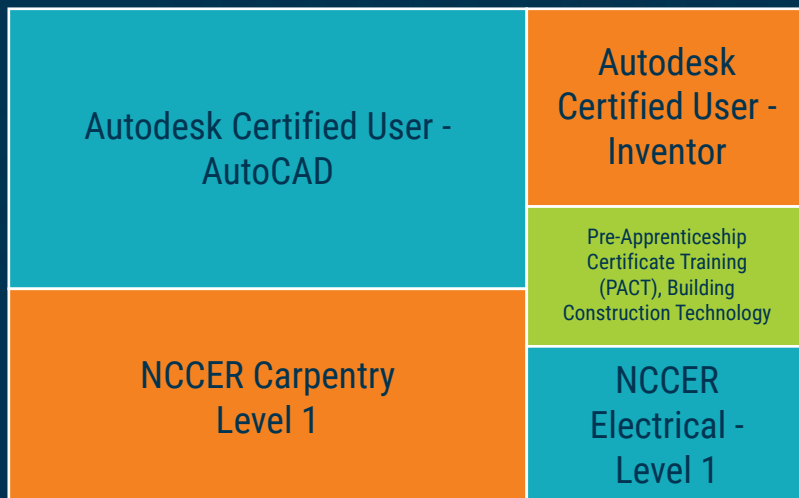 Autodesk Certified User -
AutoCAD
NCCER Carpentry
Level 1
Autodesk
Certified User -
Inventor
Pre-Apprenticeship
Certificate Training
(PACT), Building
Construction Technology
NCCER
Electrical -
Level 1